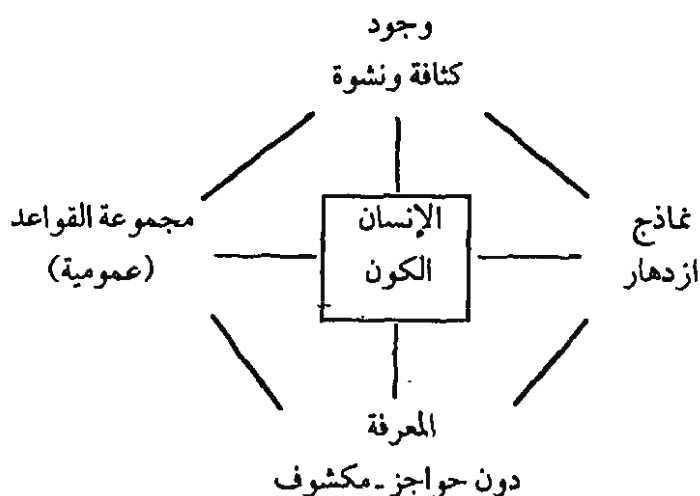 وجود
كثافة ونشوة
نماذج
ازدهار
الإنسان
الكون
مجموعة القواعد
(عمومية)
المعرفة
دون حواجز - مكشوف